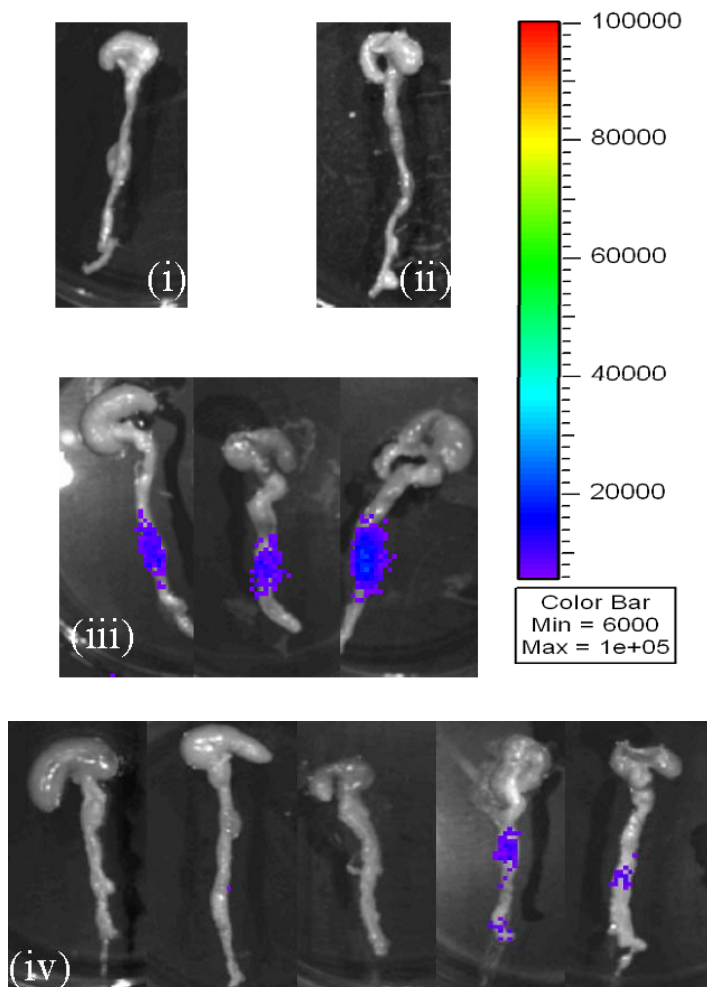 100000
(i)
(ii)
80000
60000
40000
20000
Color Bar
Min = 6000
Max = 1e+05
(iii)
(iv)